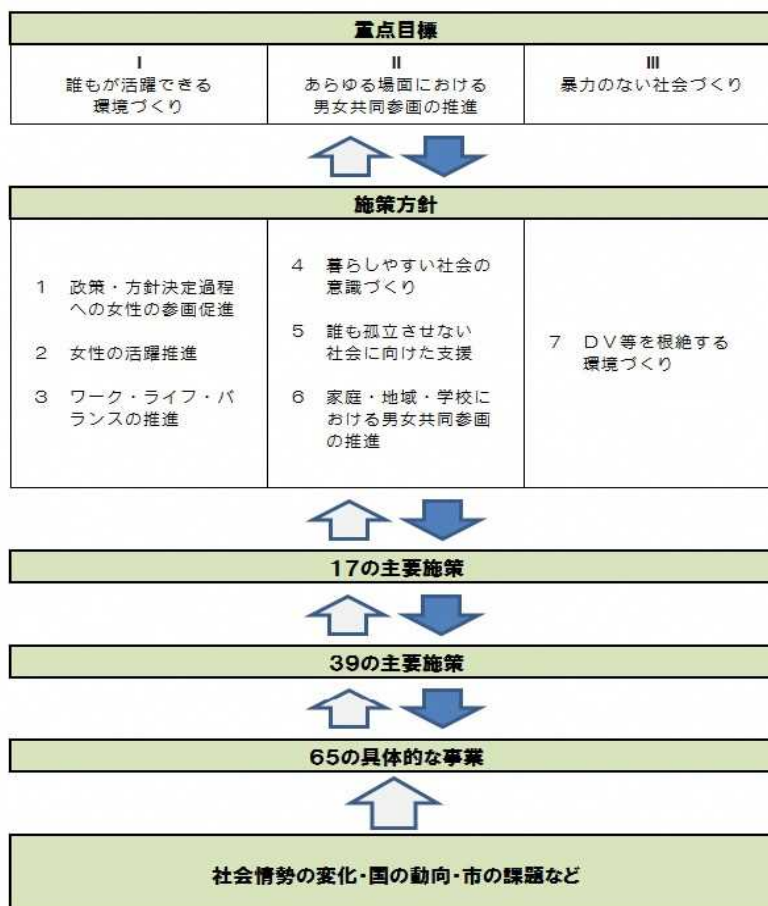 重点目標
Ⅰ
誰もが活躍できる
環境づくり
Ⅱ
あらゆる場面における
男女共同参画の推進
Ⅲ
暴力のない社会づくり
施策方針
1 政策・方針決定過程
への女性の参画促進
2 女性の活躍推進
3 ワーク・ライフ・バ
ランスの推進
4 暮らしやすい社会の
意識づくり
5 誰も孤立させない
社会に向けた支援
6 家庭・地域・学校に
おける男女共同参画
の推進
7 ＤＶ等を根絶する
環境づくり
17の主要施策
39の主要施策
65の具体的な事業
社会情勢の変化・国の動向・市の課題など